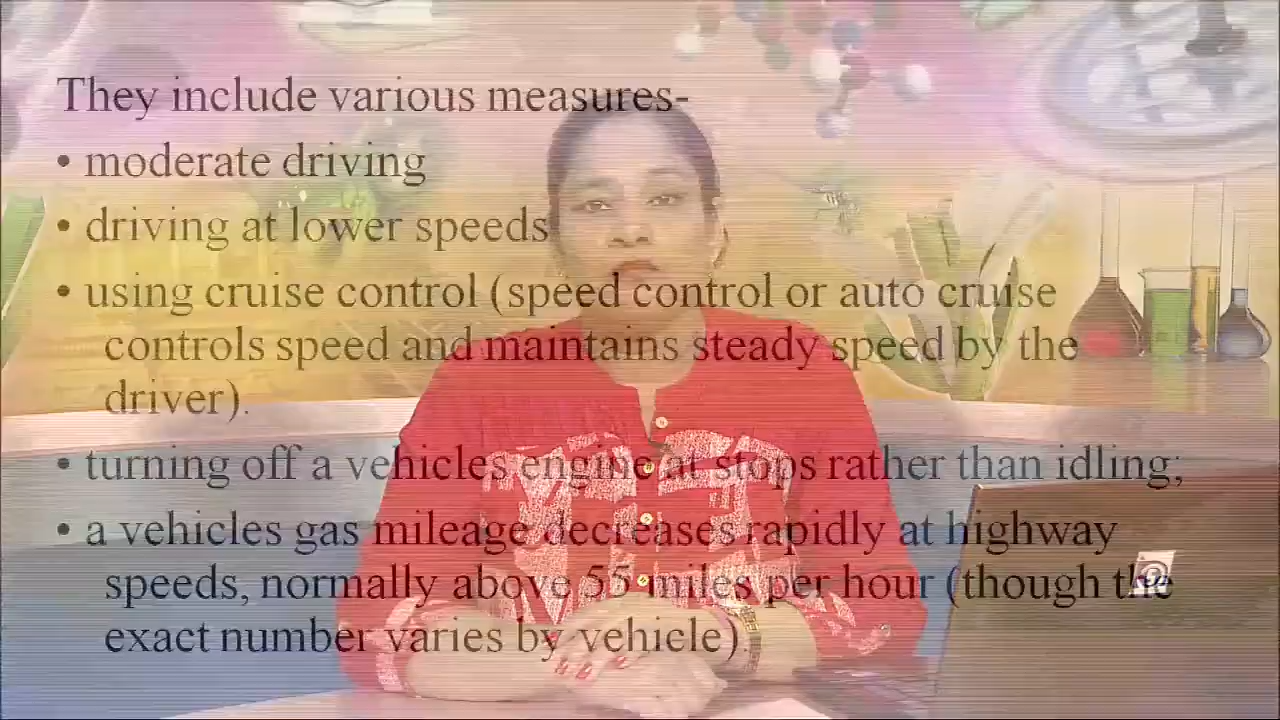 They include various measures-
• moderate driving
• driving at lower speeds
• using cruise control (speed control or auto cruise
controls speed and maintains steady speed by the
driver).
• turning off a vehicles engine at stops rather than idling;
• a vehicles gas mileage decreases rapidly at highway
speeds, normally above 55 miles per hour (though the
exact number varies by vehicle).